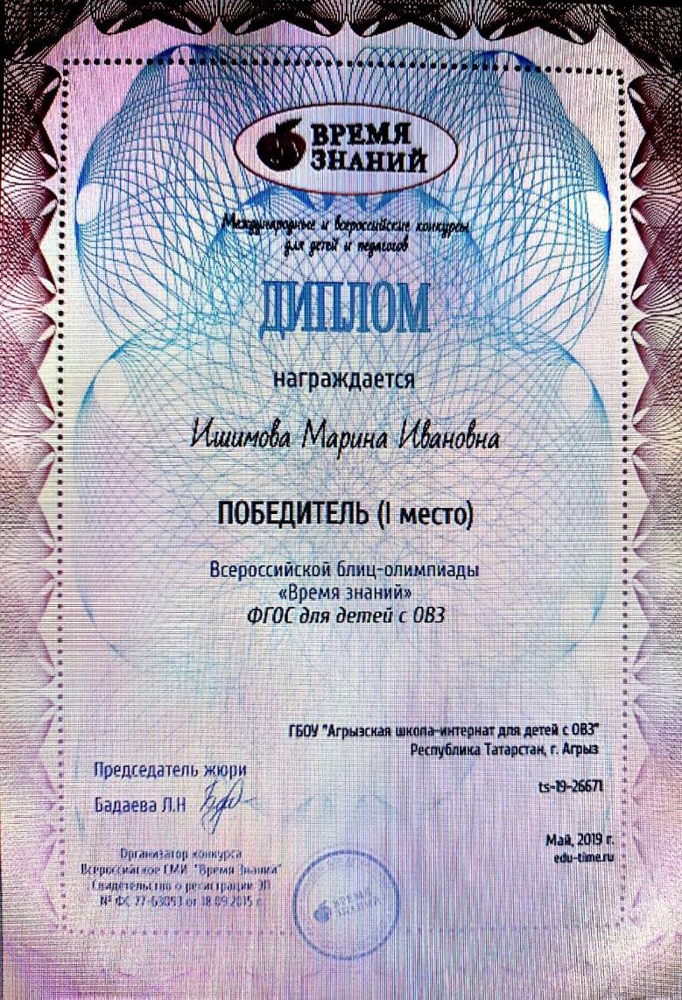 ВРЕМЯ
ЗНАНИЙ
Международные и всероссийские конкурсы
для детей и педагогов
ДИПЛОМ
награждается
Ишимова Марина Ивановна
ПОБЕДИТЕЛЬ (I место)
Всероссийской блиц-олимпиады
«Время знаний»
ФГОС для детей с ОВЗ
ГБОУ "Агрызская школа-интернат для детей с ОВЗ"
Республика Татарстан, г. Агрыз
Председатель жюри
ts-19-26671
Бадаева Л.Н
Май, 2019 г.
edu-time.ru
Организатор конкурса
Всероссийское СМИ "Время Знаний"
Свидетельство о регистрации ЭЛ
№ ФС 77-63093 от 18.09.2015 г.
ВРЕМЯ
ЗНАНИЙ